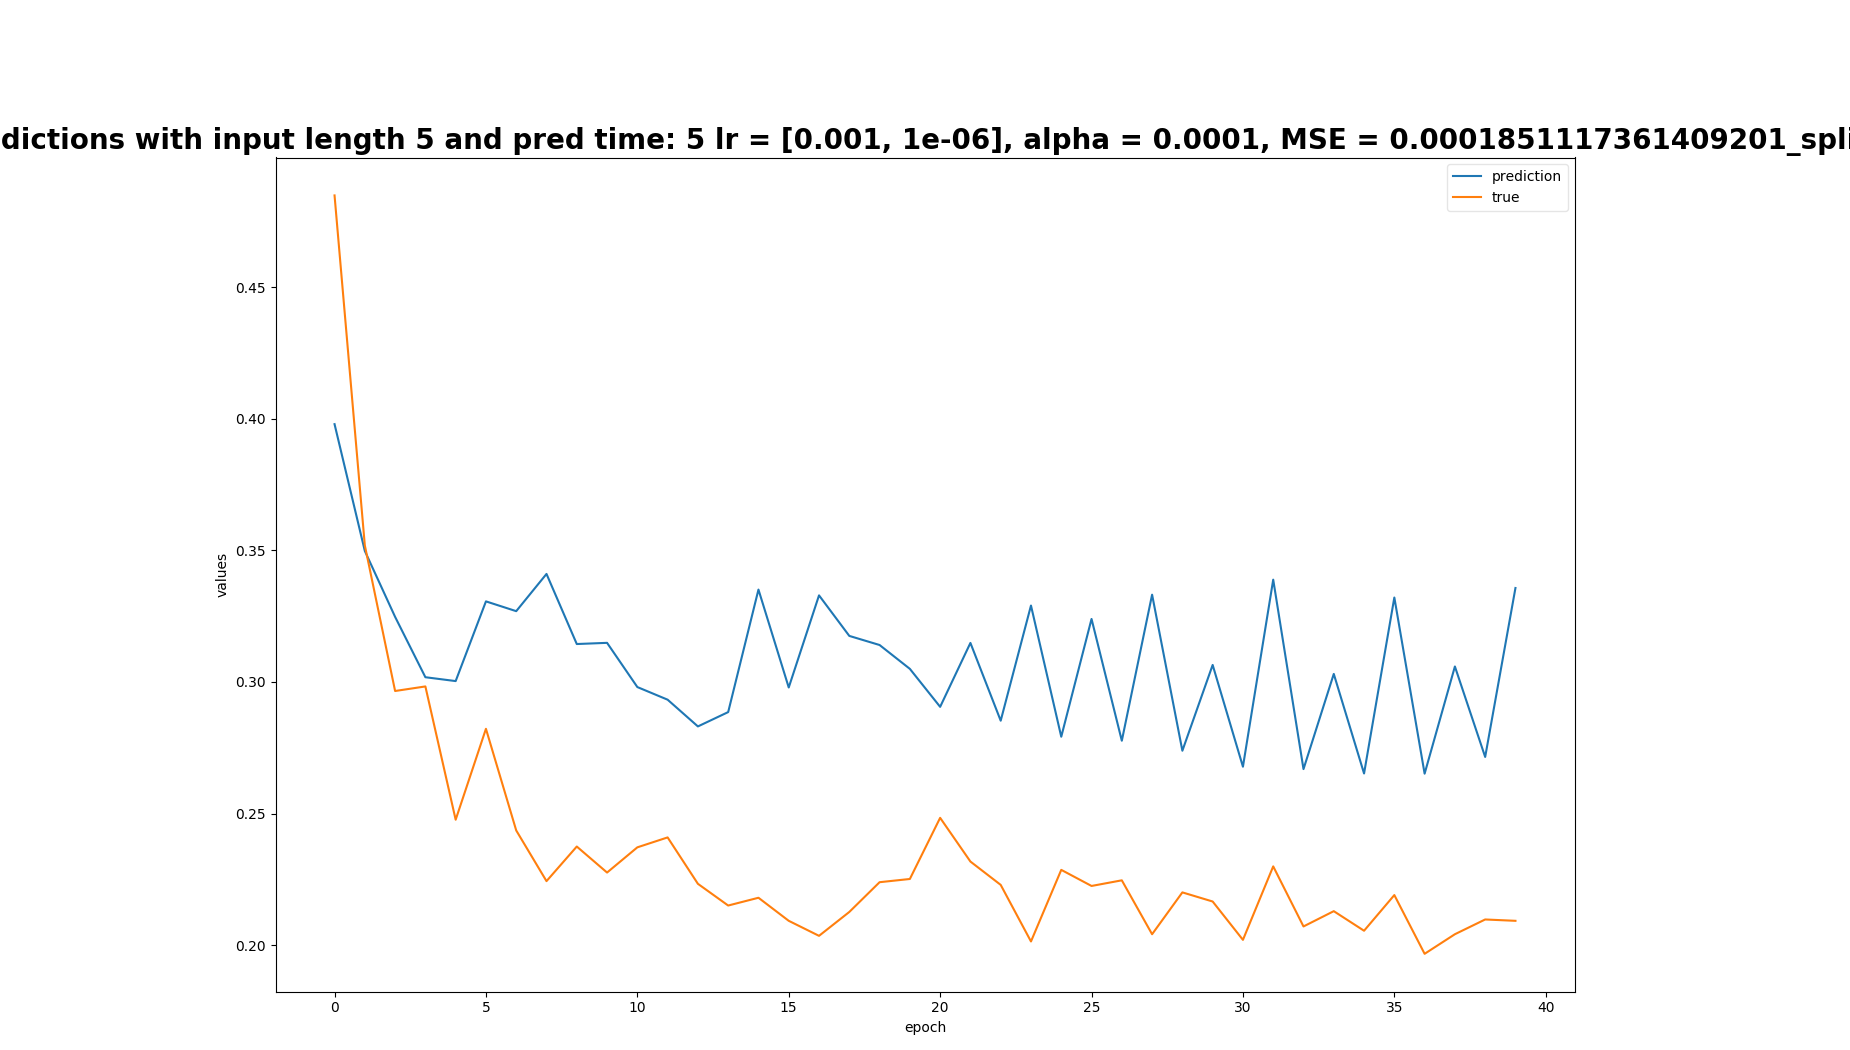 dictions with input length 5 and pred time: 5 lr = [0.001, 1e-06], alpha = 0.0001, MSE = 0.0001851117361409201_spli
prediction
true
0.45
0.40
0.35
0.30
0.25
0.20
values
0 5 10 15 20 25 30 35 40
epoch